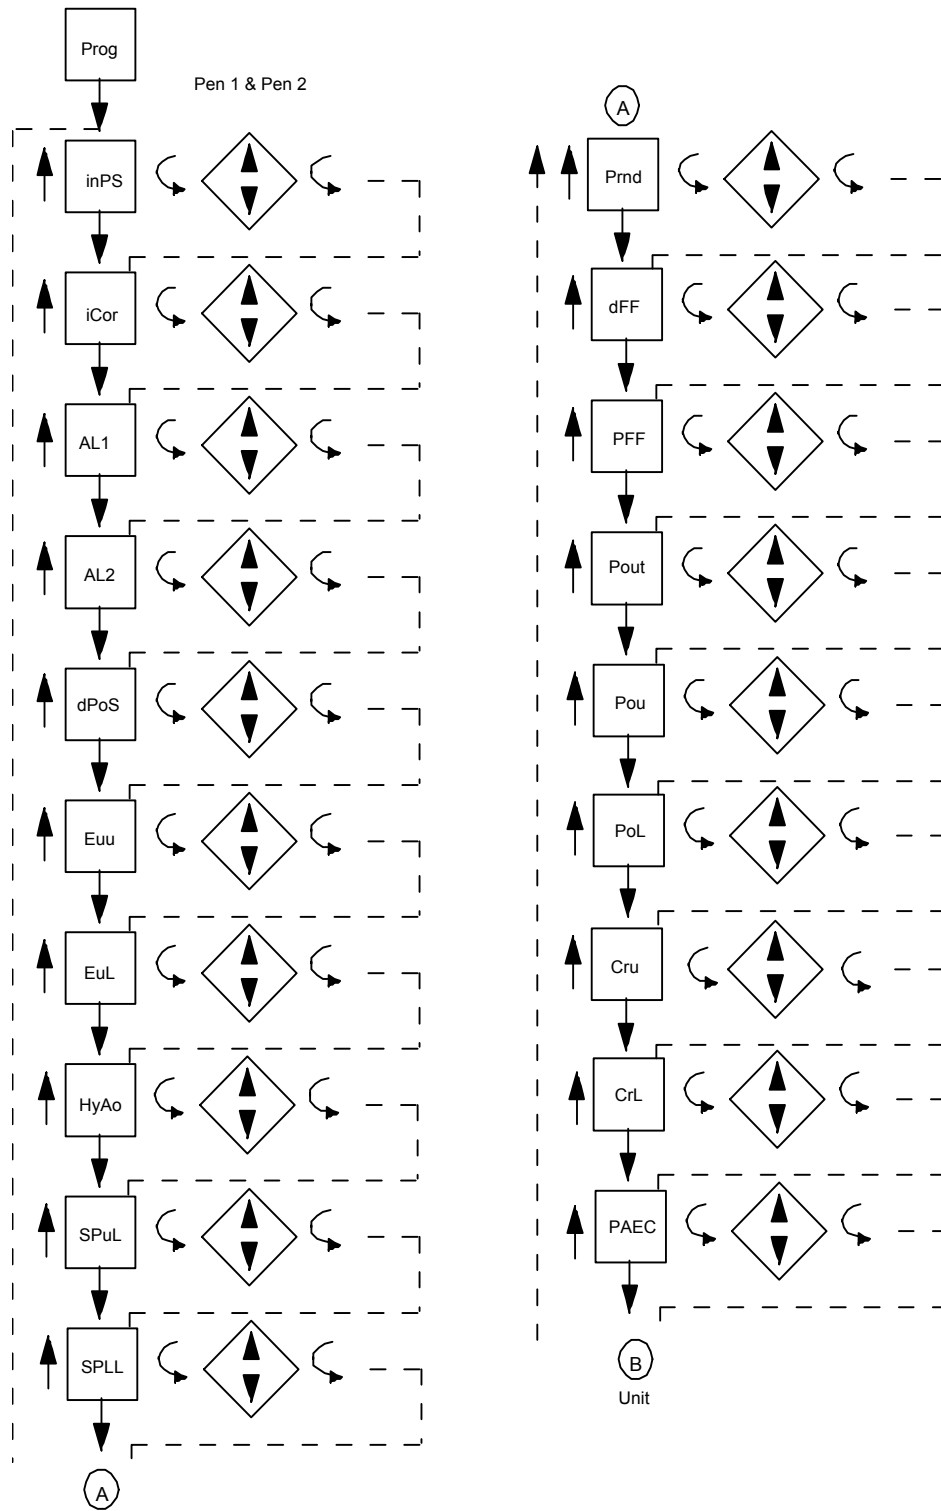 Prog
Pen 1 & Pen 2
inPS
iCor
AL1
AL2
dPoS
Euu
EuL
HyAo
SPuL
SPLL
A
A
Prnd
dFF
PFF
Pout
Pou
PoL
Cru
CrL
PAEC
B
Unit